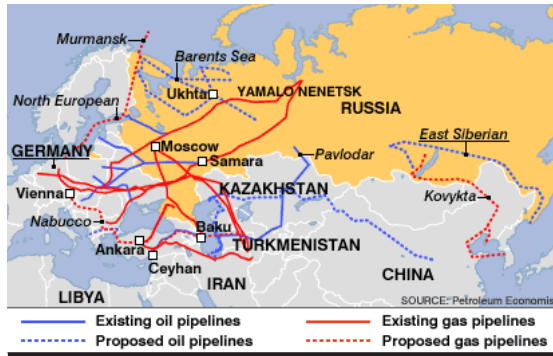 Murmansk
Barents Sea
Ukhta
YAMALO NENETSK
RUSSIA
North European
East Siberian
GERMANY
Moscow
Samara
Pavlodar
Vienna
KAZAKHSTAN
Kovykta
Nabucco
Baku
Ankara
TURKMENISTAN
Ceyhan
CHINA
IRAN
LIBYA
SOURCE: Petroleum Economis
Existing oil pipelines
Existing gas pipelines
Proposed oil pipelines
Proposed gas pipelines